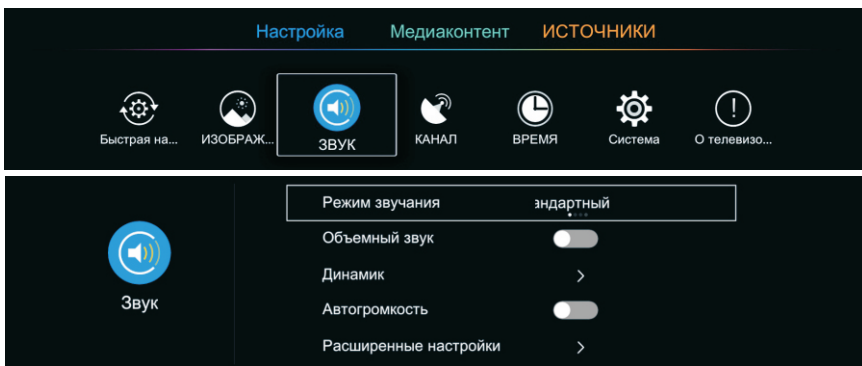 Настройка Медиаконтент ИСТОЧНИКИ
Быстрая на... ИЗОБРАЖ... ЗВУК КАНАЛ ВРЕМЯ Система О телевизо...
Режим звучания андартный
Объемный звук
Динамик
Звук
Автогромкость
Расширенные настройки